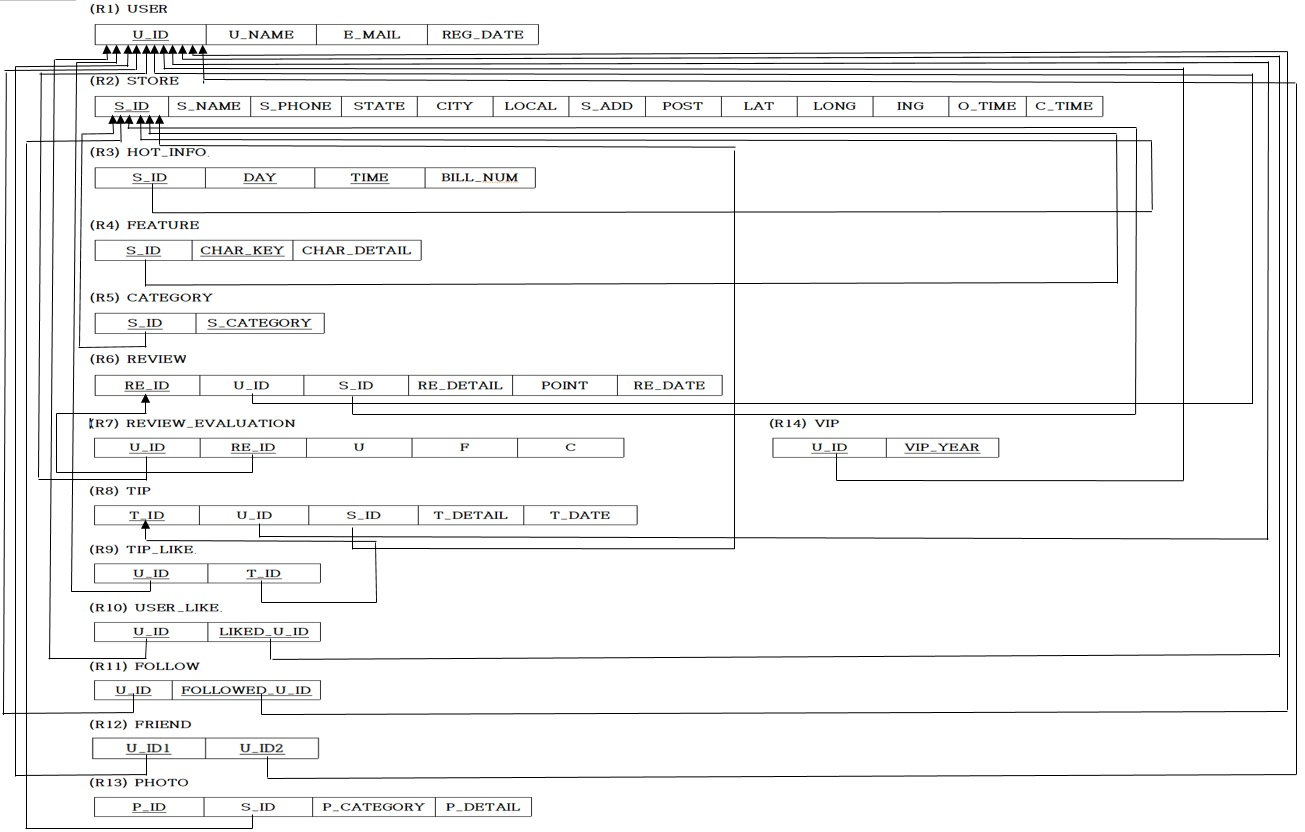 (R1) USER
U_ID U_NAME E_MAIL REG_DATE
(R2) STORE
S_ID S_NAME S_PHONE STATE CITY LOCAL S_ADD POST LAT LONG ING O_TIME C_TIME
(R3) HOT_INFO.
S_ID DAY TIME BILL_NUM
(R4) FEATURE
S_ID CHAR_KEY CHAR_DETAIL
(R5) CATEGORY
S_ID S_CATEGORY
(R6) REVIEW
RE_ID U_ID S_ID RE_DETAIL POINT RE_DATE
(R7) REVIEW_EVALUATION
U_ID RE_ID U F C
(R14) VIP
U_ID VIP_YEAR
(R8) TIP
T_ID U_ID S_ID T_DETAIL T_DATE
(R9) TIP_LIKE.
U_ID T_ID
(R10) USER_LIKE.
U_ID LIKED_U_ID
(R11) FOLLOW
U_ID FOLLOWED_U_ID
(R12) FRIEND
U_ID1 U_ID2
(R13) PHOTO
P_ID S_ID P_CATEGORY P_DETAIL